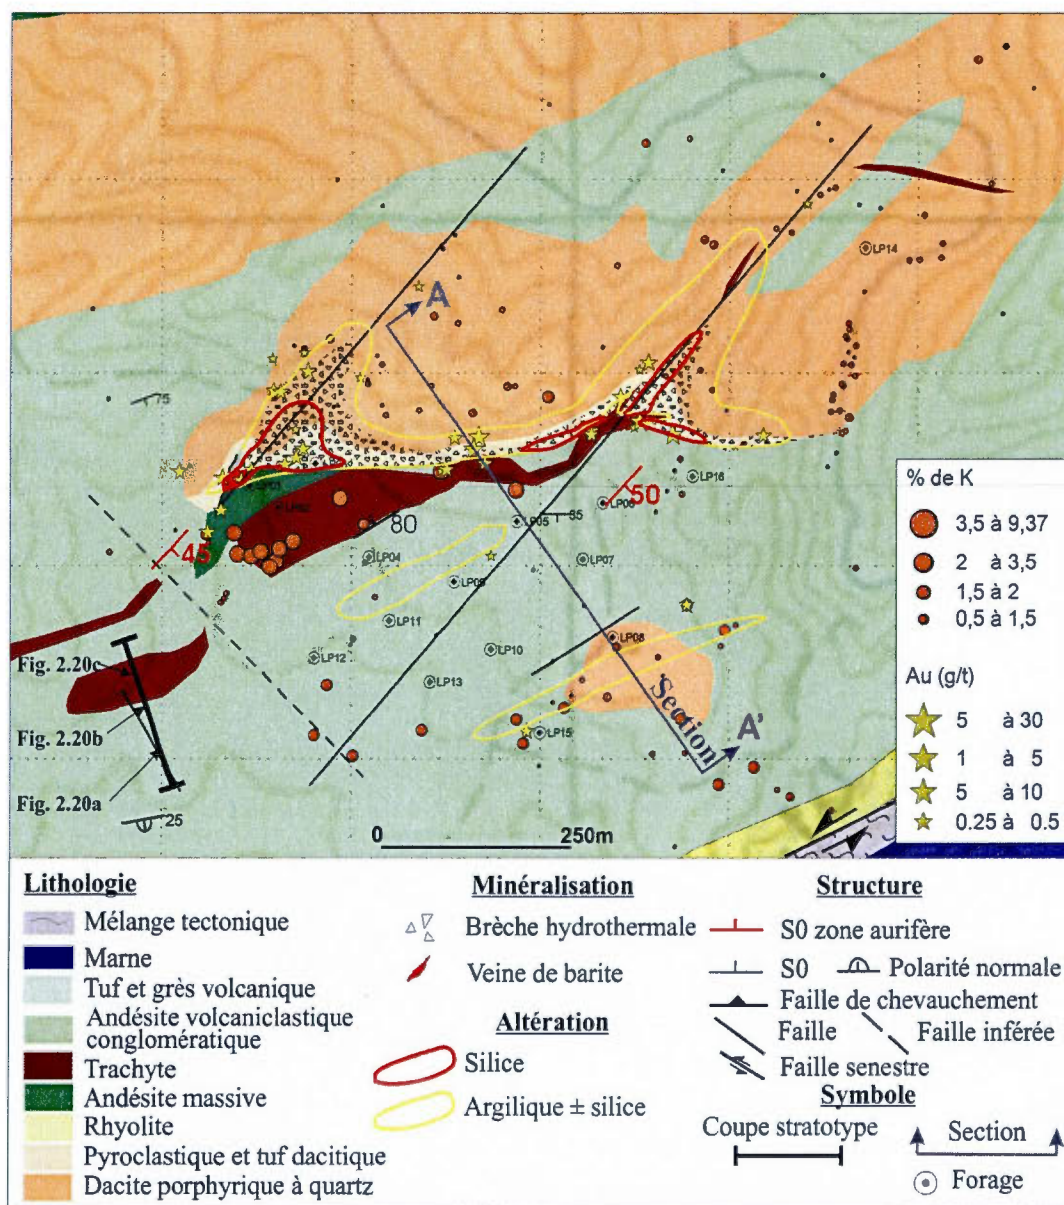 75
A
LP14
LP16
50
LP06
LP05
65
80
LP04
LP07
LP09
45
LP11
LP08
LP12
LP10
LP13
Section
LP15
A'
Fig. 2.20c
Fig. 2.20b
Fig. 2.20a
25
0 250m
% de K
3,5 à 9,37
2 à 3,5
1,5 à 2
0,5 à 1,5
Au (g/t)
5 à 30
1 à 5
5 à 10
0.25 à 0.5
Lithologie
Mélange tectonique
Marne
Tuf et grès volcanique
Andésite volcaniclastique
conglomératique
Trachyte
Andésite massive
Rhyolite
Pyroclastique et tuf dacitique
Dacite porphyrique à quartz
Minéralisation
Brèche hydrothermale
Veine de barite
Altération
Silice
Argilique ± silice
Structure
S0 zone aurifère
S0 Polarité normale
Faille de chevauchement
Faille Faille inférée
Faille senestre
Symbole
Coupe stratotype Section
Forage